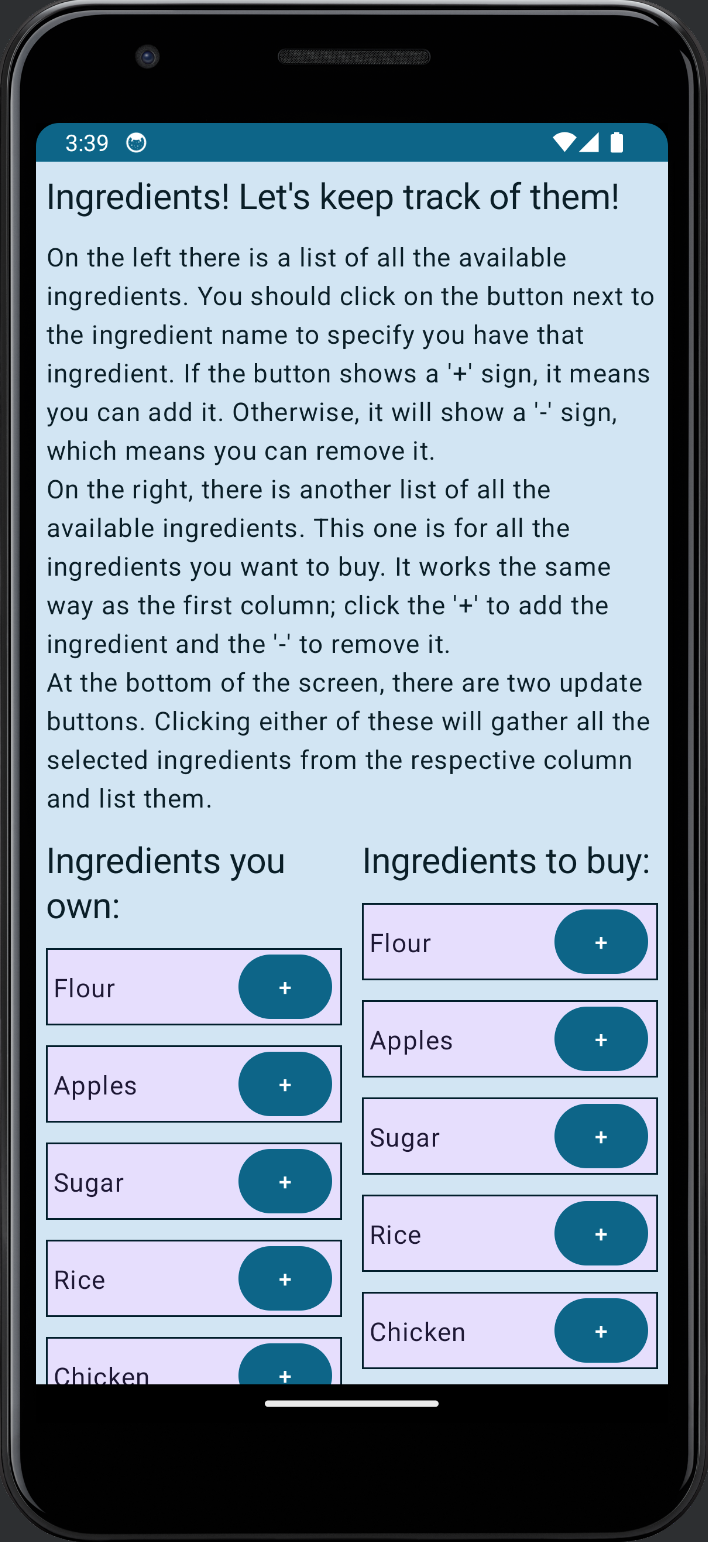 3:39
Ingredients! Let's keep track of them!
On the left there is a list of all the available
ingredients. You should click on the button next to
the ingredient name to specify you have that
ingredient. If the button shows a '+' sign, it means
you can add it. Otherwise, it will show a '-' sign,
which means you can remove it.
On the right, there is another list of all the
available ingredients. This one is for all the
ingredients you want to buy. It works the same
way as the first column; click the '+' to add the
ingredient and the '-' to remove it.
At the bottom of the screen, there are two update
buttons. Clicking either of these will gather all the
selected ingredients from the respective column
and list them.
Ingredients you
own:
Flour +
Apples +
Sugar +
Rice +
Chicken +
Ingredients to buy:
Flour +
Apples +
Sugar +
Rice +
Chicken +